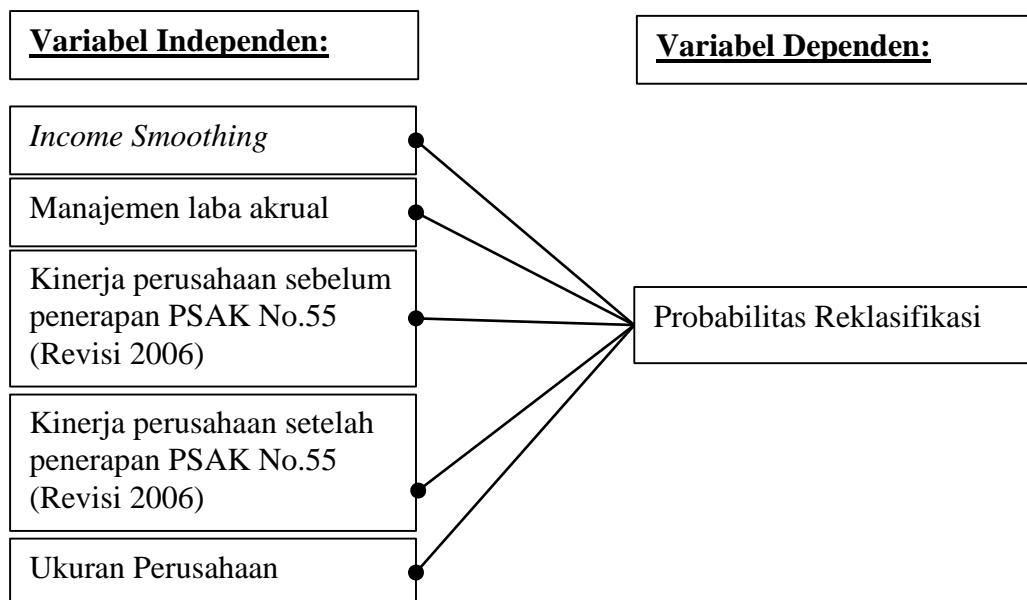 Variabel Independen:
Variabel Dependen:
Income Smoothing
Manajemen laba akrual
Kinerja perusahaan sebelum
penerapan PSAK No.55
(Revisi 2006)
Kinerja perusahaan setelah
penerapan PSAK No.55
(Revisi 2006)
Ukuran Perusahaan
Probabilitas Reklasifikasi